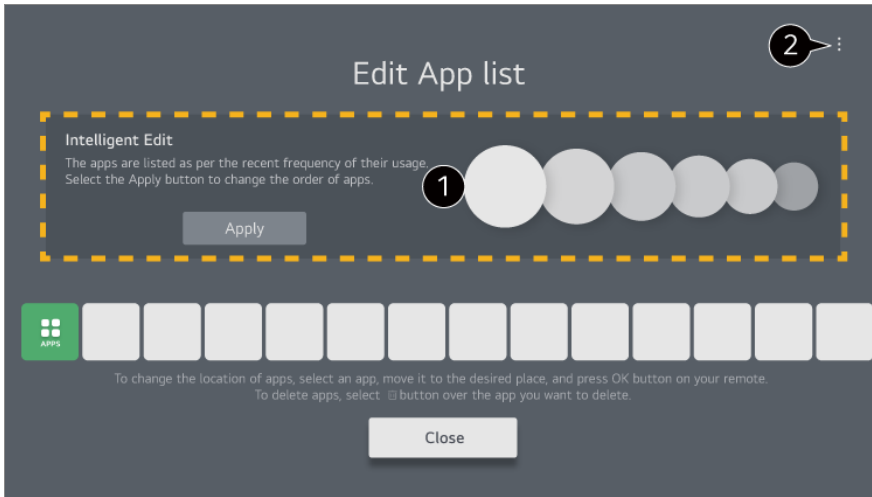 2
Edit App list
Intelligent Edit
The apps are listed as per the recent frequency of their usage.
Select the Apply button to change the order of apps.
1
Apply
APPS
To change the location of apps, select an app, move it to the desired place, and press OK button on your remote.
To delete apps, select button over the app you want to delete.
Close